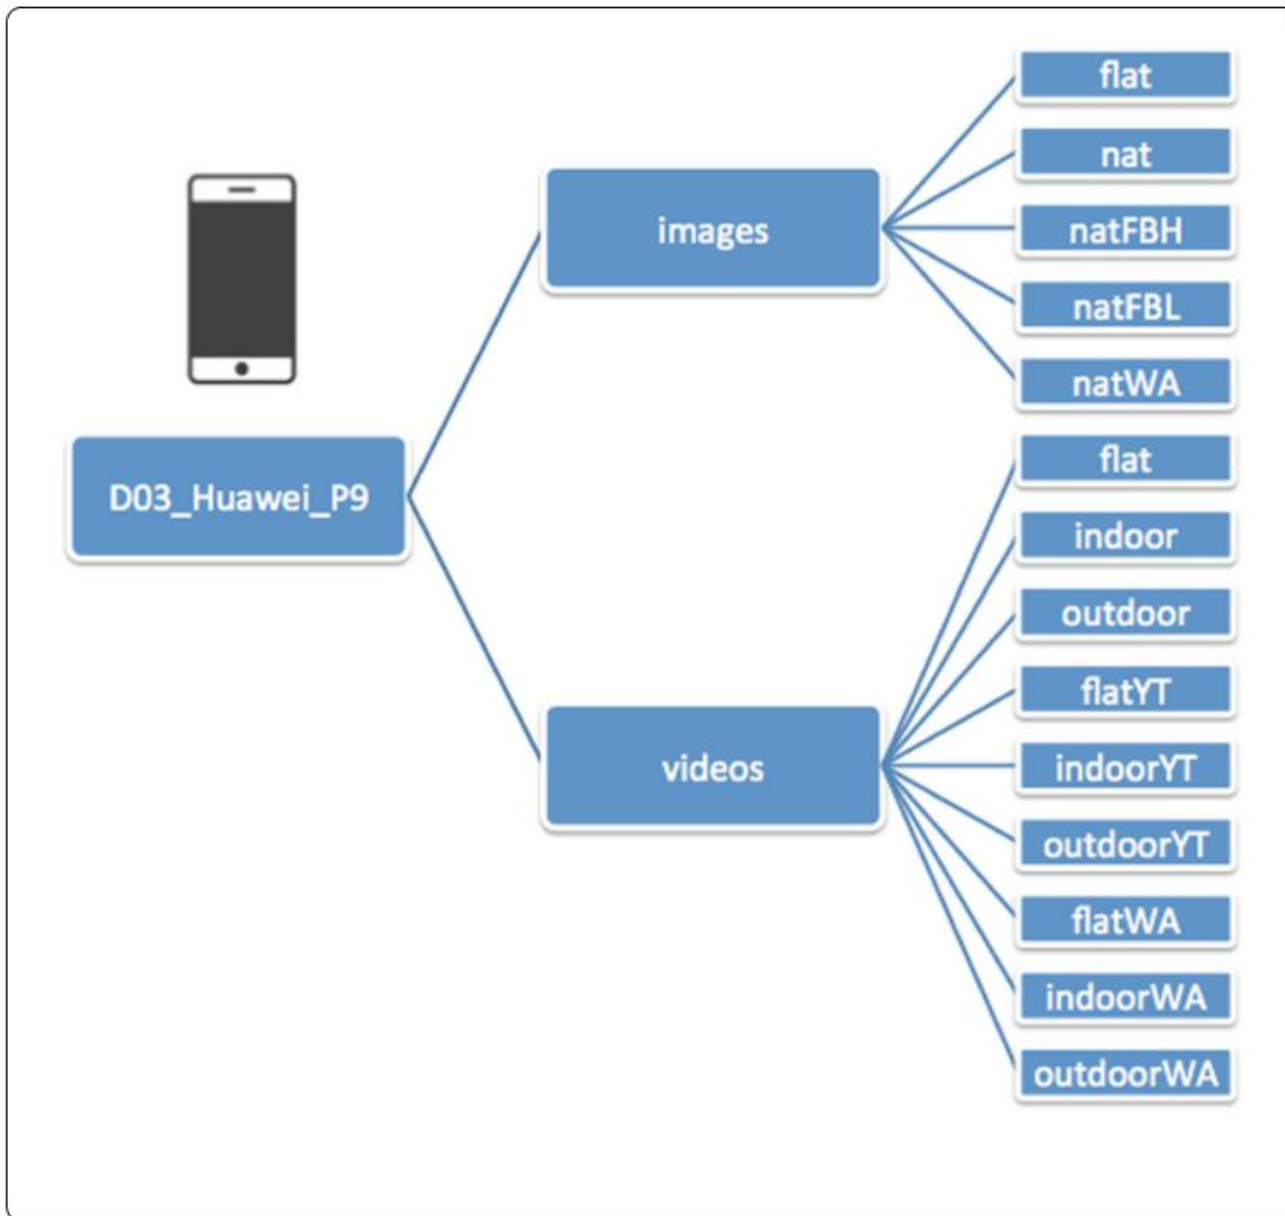 D03_Huawei_P9
images
flat
nat
natFBH
natFBL
natWA
videos
flat
indoor
outdoor
flatYT
indoorYT
outdoorYT
flatWA
indoorWA
outdoorWA